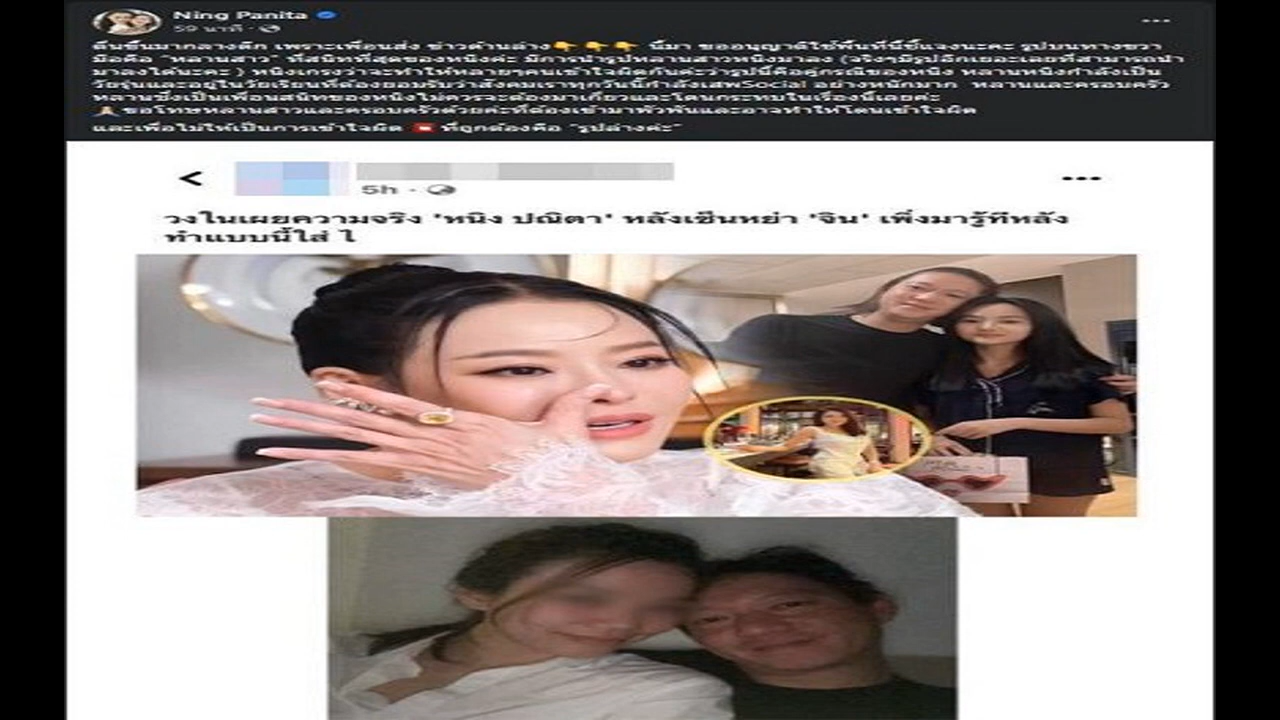 Ning Panita
59 นาที ·
ตื่นขึ้นมากลางดึก เพราะเพื่อนส่ง ข่าวด้านล่าง👇👇👇 นี้มา ขออนุญาติใช้พื้นที่นี้ชี้แจงนะคะ รูปบนทางขวา
มือคือ "หลานสาว" ที่สนิทที่สุดของหนิงค่ะ มีการนำรูปหลานสาวหนิงมาลง (จริงๆมีรูปอีกเยอะเลยที่สามารถนำ
มาลงได้นะคะ ) หนิงเกรงว่าจะทำให้หลายๆคนเข้าใจผิดกันค่ะว่ารูปนี้คือคู่กรณีของหนิง หลานหนิงกำลังเป็น
วัยรุ่นและอยู่ในวัยเรียนที่ต้องยอมรับว่าสังคมเราทุกวันนี้กำลังเสพSocial อย่างหนักมาก หลานและครอบครัว
หลานซึ่งเป็นเพื่อนสนิทของหนิงไม่ควรจะต้องมาเกี่ยวและโดนกระทบในเรื่องนี้เลยค่ะ
🙏ขอโทษหลานสาวและครอบครัวด้วยค่ะที่ต้องเข้ามาพัวพันและอาจทำให้โดนเข้าใจผิด
และเพื่อไม่ให้เป็นการเข้าใจผิด 💥ที่ถูกต้องคือ "รูปล่างค่ะ"
5h ·
วงในเผยความจริง 'หนิง ปณิตา' หลังเซ็นหย่า 'จิน' เพิ่งมารู้ทีหลัง
ทำแบบนี้ใส่ ไ